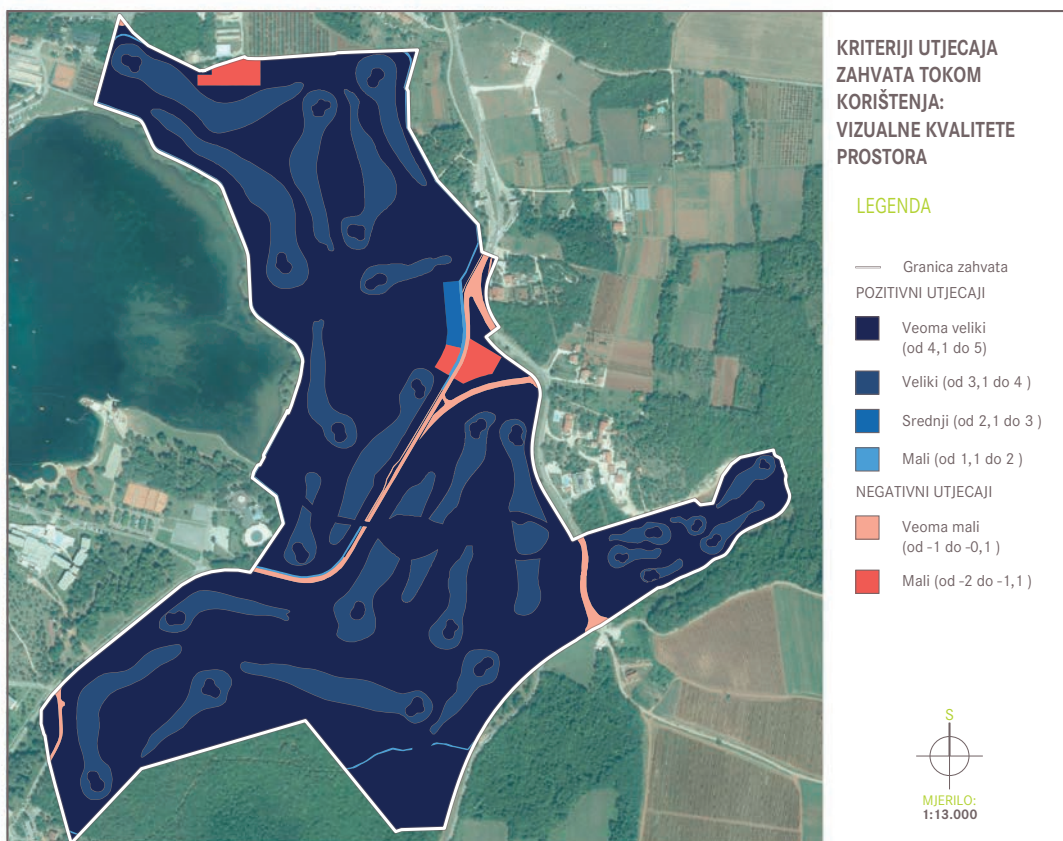 KRITERIJI UTJECAJA
ZAHVATA TOKOM
KORIŠTENJA:
VIZUALNE KVALITETE
PROSTORA
LEGENDA
Granica zahvata
POZITIVNI UTJECAJI
Veoma veliki
(od 4,1 do 5)
Veliki (od 3,1 do 4 )
Srednji (od 2,1 do 3 )
Mali (od 1,1 do 2 )
NEGATIVNI UTJECAJI
Veoma mali
(od -1 do -0,1 )
Mali (od -2 do -1,1 )
S
MJERILO:
1:13.000